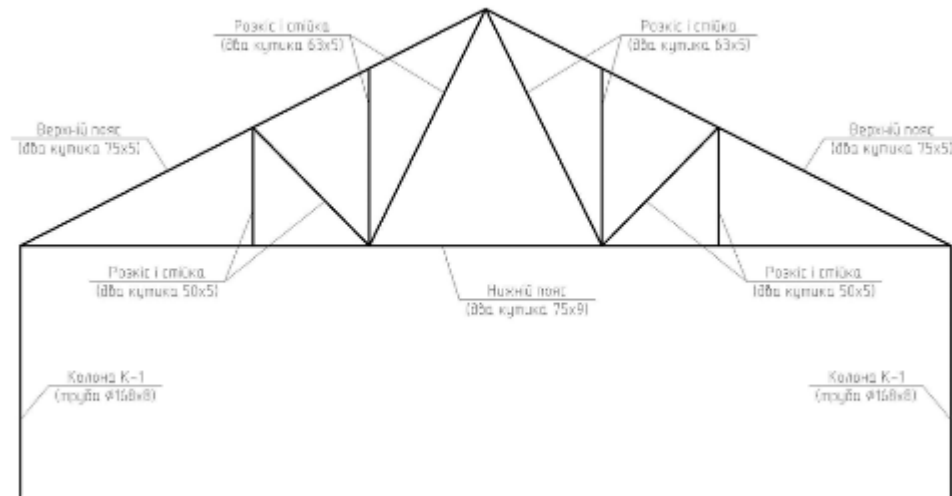 Розкіс і стійка
(два кутика 63х5)
Розкіс і стійка
(два кутика 63х5)
Верхній пояс
(два кутика 75х5)
Верхній пояс
(два кутика 75х5)
Розкіс і стійка
(два кутика 50х5)
Нижній пояс
(два кутика 75х9)
Розкіс і стійка
(два кутика 50х5)
Колона К-1
(труба ⌀168х8)
Колона К-1
(труба ⌀168х8)